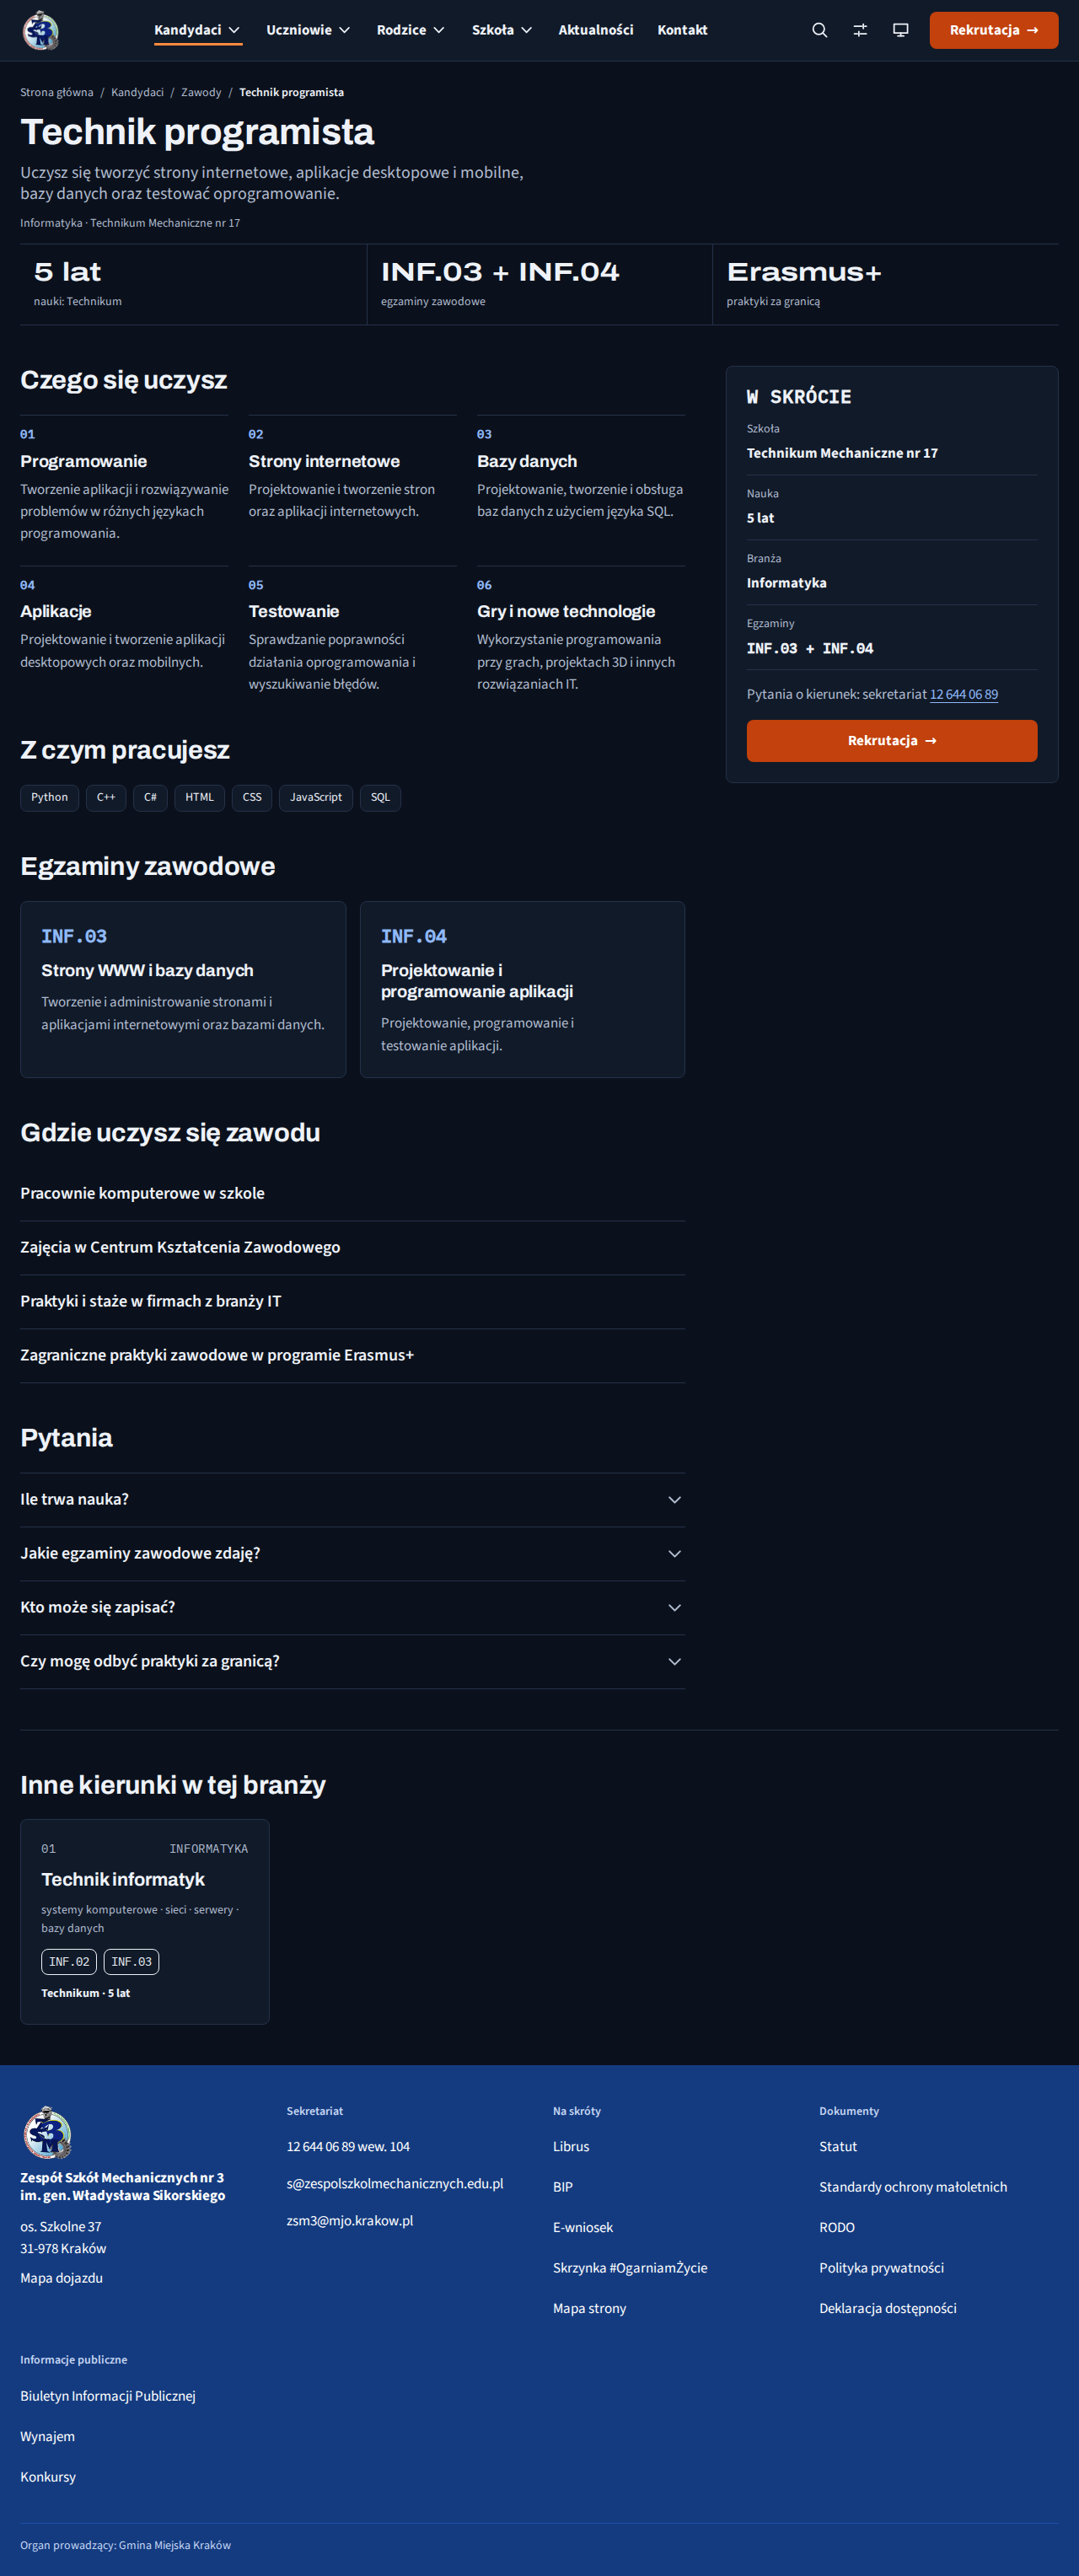 Kandydaci
Uczniowie
Rodzice
Szkoła
Aktualności
Kontakt
Rekrutacja →
Strona główna / Kandydaci / Zawody / Technik programista
Technik programista
Uczysz się tworzyć strony internetowe, aplikacje desktopowe i mobilne,
bazy danych oraz testować oprogramowanie.
Informatyka · Technikum Mechaniczne nr 17
5 lat
nauki: Technikum
INF.03 + INF.04
egzaminy zawodowe
Erasmus+
praktyki za granicą
Czego się uczysz
01
Programowanie
Tworzenie aplikacji i rozwiązywanie
problemów w różnych językach
programowania.
02
Strony internetowe
Projektowanie i tworzenie stron
oraz aplikacji internetowych.
03
Bazy danych
Projektowanie, tworzenie i obsługa
baz danych z użyciem języka SQL.
04
Aplikacje
Projektowanie i tworzenie aplikacji
desktopowych oraz mobilnych.
05
Testowanie
Sprawdzanie poprawności
działania oprogramowania i
wyszukiwanie błędów.
06
Gry i nowe technologie
Wykorzystanie programowania
przy grach, projektach 3D i innych
rozwiązaniach IT.
W SKRÓCIE
Szkoła
Technikum Mechaniczne nr 17
Nauka
5 lat
Branża
Informatyka
Egzaminy
INF.03 + INF.04
Pytania o kierunek: sekretariat 12 644 06 89
Rekrutacja →
Z czym pracujesz
Python
C++
C#
HTML
CSS
JavaScript
SQL
Egzaminy zawodowe
INF.03
Strony WWW i bazy danych
Tworzenie i administrowanie stronami i
aplikacjami internetowymi oraz bazami danych.
INF.04
Projektowanie i
programowanie aplikacji
Projektowanie, programowanie i
testowanie aplikacji.
Gdzie uczysz się zawodu
Pracownie komputerowe w szkole
Zajęcia w Centrum Kształcenia Zawodowego
Praktyki i staże w firmach z branży IT
Zagraniczne praktyki zawodowe w programie Erasmus+
Pytania
Ile trwa nauka?
Jakie egzaminy zawodowe zdaję?
Kto może się zapisać?
Czy mogę odbyć praktyki za granicą?
Inne kierunki w tej branży
01
INFORMATYKA
Technik informatyk
systemy komputerowe · sieci · serwery ·
bazy danych
INF.02
INF.03
Technikum · 5 lat
Zespół Szkół Mechanicznych nr 3
im. gen. Władysława Sikorskiego
os. Szkolne 37
31-978 Kraków
Mapa dojazdu
Sekretariat
12 644 06 89 wew. 104
s@zespolszkolmechanicznych.edu.pl
zsm3@mjo.krakow.pl
Na skróty
Librus
BIP
E-wniosek
Skrzynka #OgarniamŻycie
Mapa strony
Dokumenty
Statut
Standardy ochrony małoletnich
RODO
Polityka prywatności
Deklaracja dostępności
Informacje publiczne
Biuletyn Informacji Publicznej
Wynajem
Konkursy
Organ prowadzący: Gmina Miejska Kraków